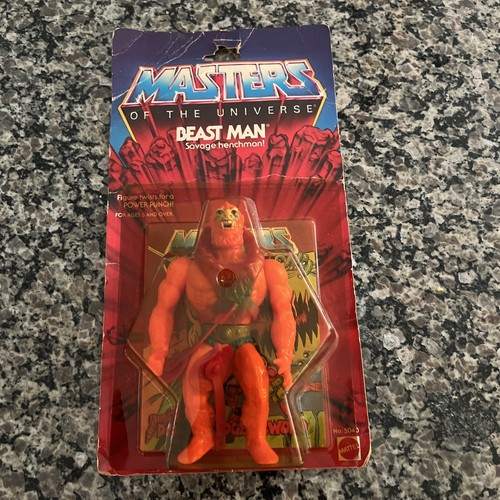 MASTERS
OF THE UNIVERSE
BEAST MAN
Savage henchman!
Figure twists for a
POWER PUNCH!
FOR AGES 5 AND OVER.
MASTERS
No. 5043
MATTEL